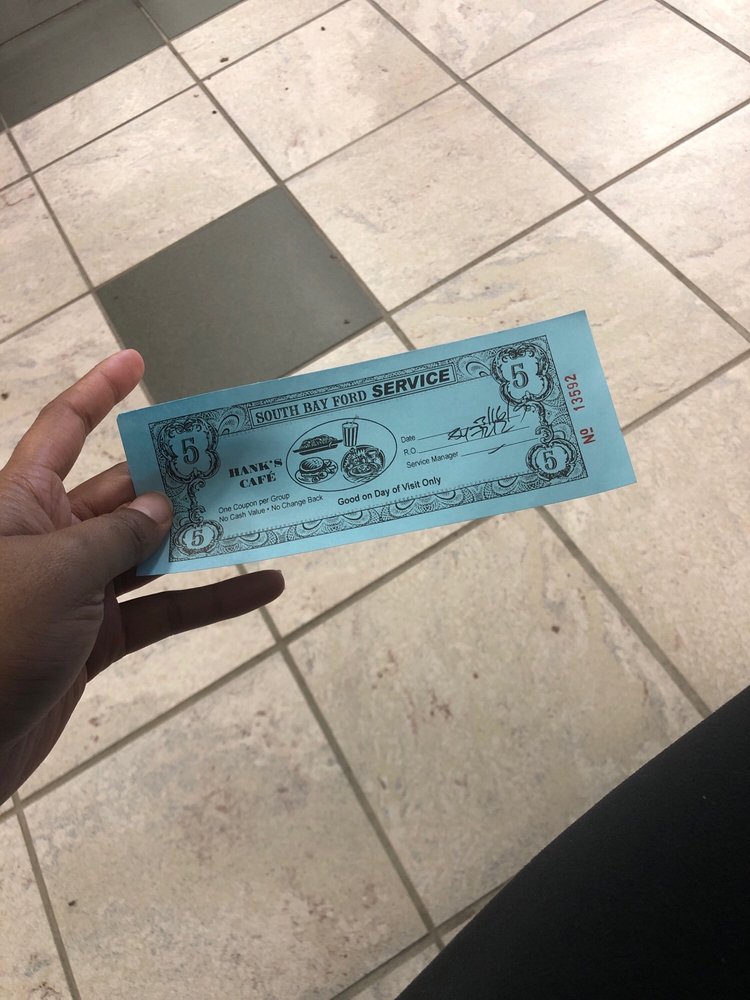 SOUTH BAY FORD SERVICE
5
5
HANK'S
CAFÉ
Date
R.O.
Service Manager
One Coupon per Group
No Cash Value • No Change Back
Good on Day of Visit Only
5
5
Nº 13592